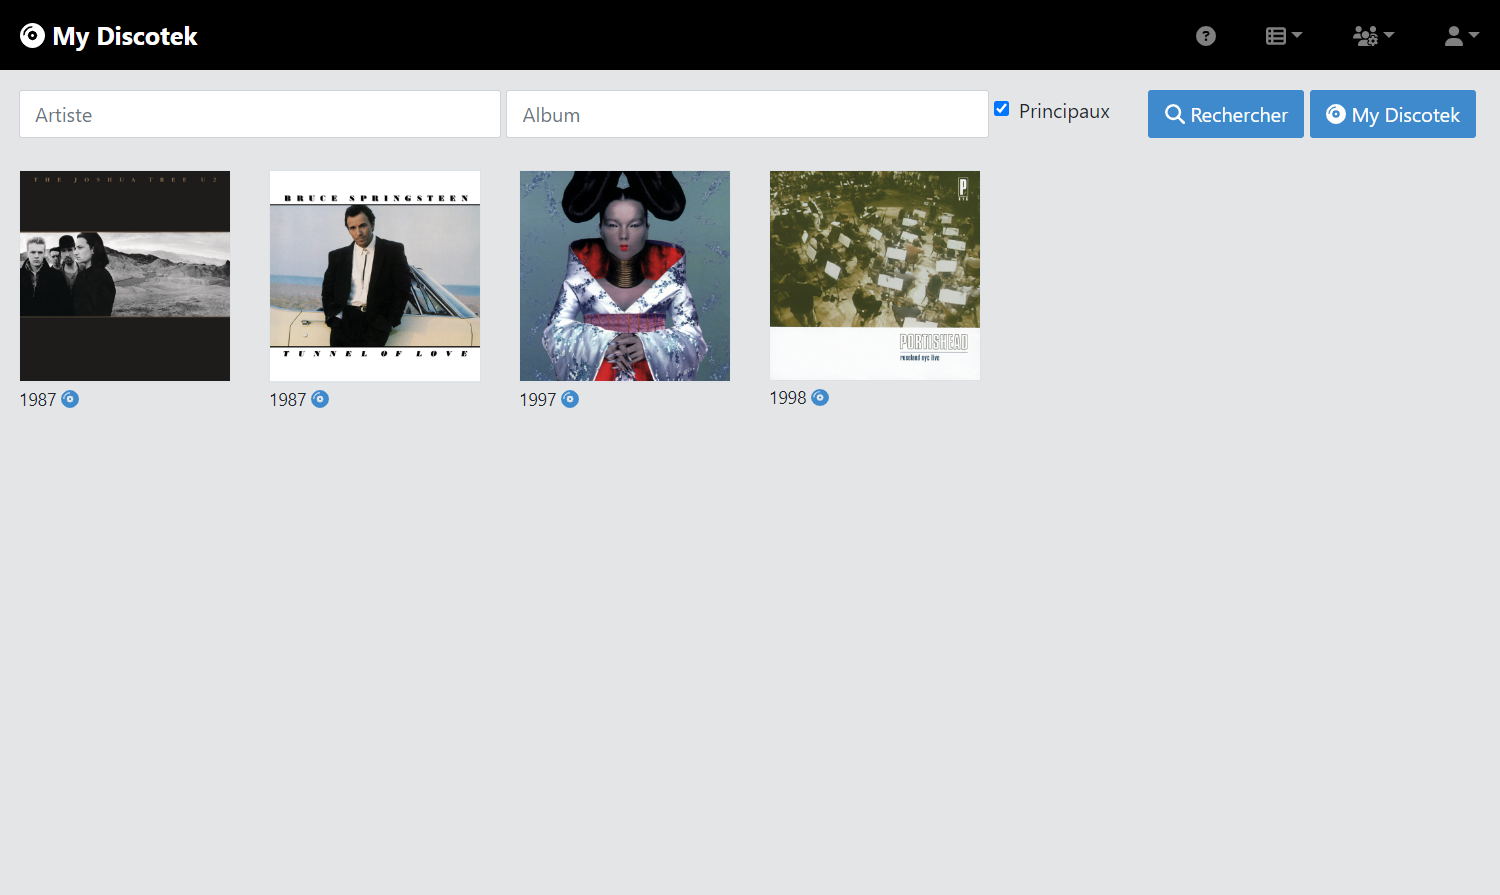 My Discotek
Artiste
Album
Principaux
Rechercher
My Discotek
THE JOSHUA TREE U2
BRUCE SPRINGSTEEN
TUNNEL OF LOVE
P
NYC
PORTISHEAD
roseland nyc live
1987
1987
1997
1998